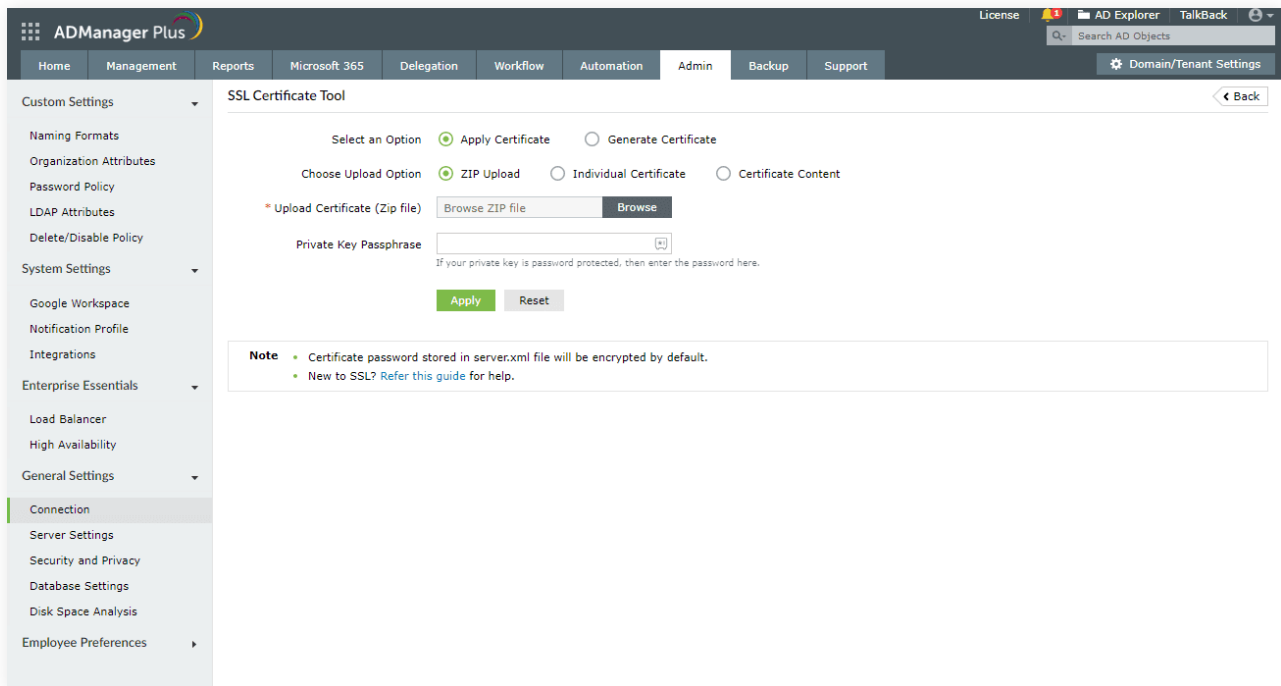 License 1 AD Explorer TalkBack
ADManager Plus
Search AD Objects
Home Management Reports Microsoft 365 Delegation Workflow Automation Admin Backup Support Domain/Tenant Settings
Custom Settings
Naming Formats
Organization Attributes
Password Policy
LDAP Attributes
Delete/Disable Policy
System Settings
Google Workspace
Notification Profile
Integrations
Enterprise Essentials
Load Balancer
High Availability
General Settings
Connection
Server Settings
Security and Privacy
Database Settings
Disk Space Analysis
Employee Preferences
SSL Certificate Tool Back
Select an Option Apply Certificate Generate Certificate
Choose Upload Option ZIP Upload Individual Certificate Certificate Content
* Upload Certificate (Zip file) Browse ZIP file Browse
Private Key Passphrase
If your private key is password protected, then enter the password here.
Apply Reset
Note • Certificate password stored in server.xml file will be encrypted by default.
• New to SSL? Refer this guide for help.